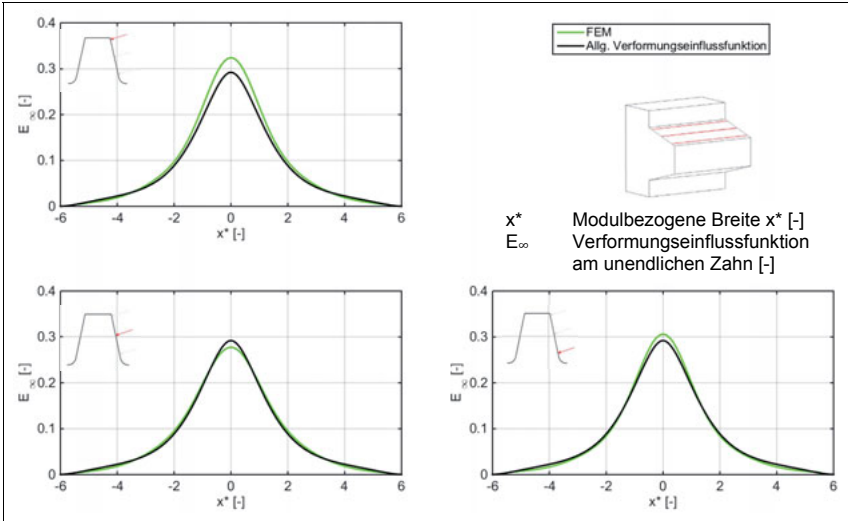 0.4
0.3
0.2
0.1
0
E∞ [-]
-6 -4 -2 0 2 4 6
x* [-]
FEM
Allg. Verformungseinflussfunktion
x* Modulbezogene Breite x* [-]
E∞ Verformungseinflussfunktion
am unendlichen Zahn [-]
0.4
0.3
0.2
0.1
0
E∞ [-]
-6 -4 -2 0 2 4 6
x* [-]
0.4
0.3
0.2
0.1
0
E∞ [-]
-6 -4 -2 0 2 4 6
x* [-]